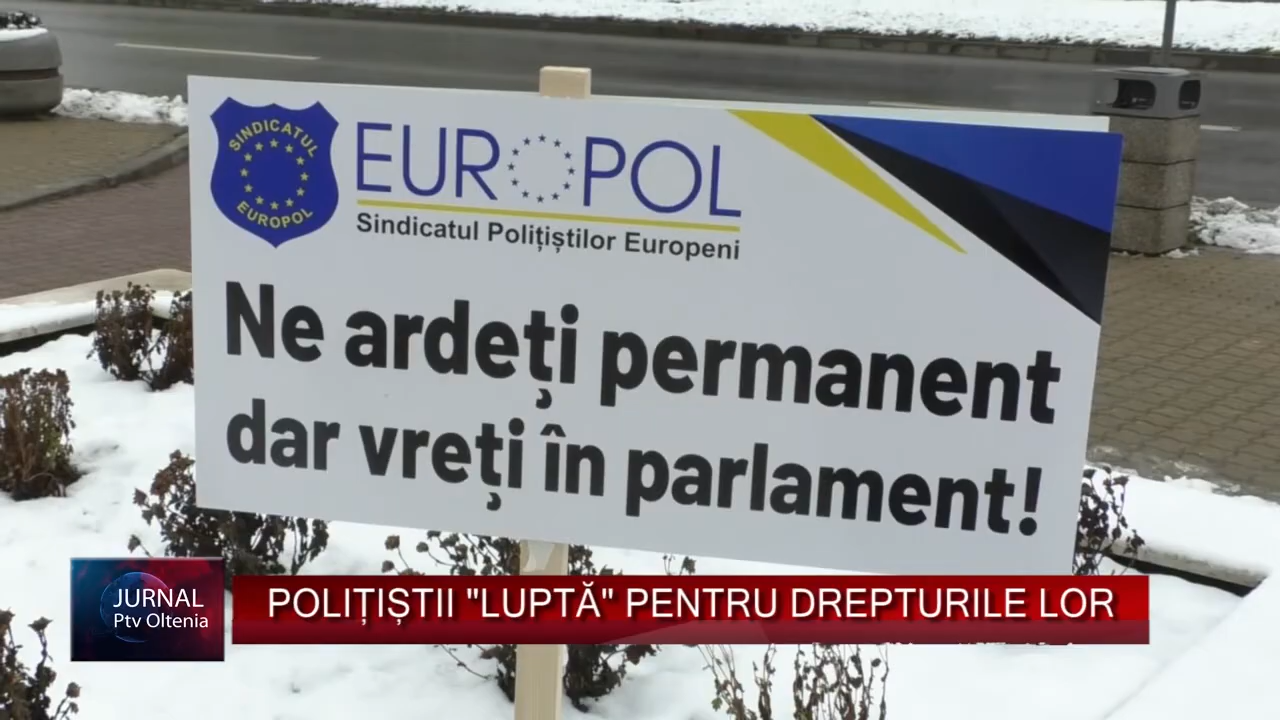 SINDICATUL
EUROPOL
EUROPOL
Sindicatul Polițiștilor Europeni
Ne ardeți permanent
dar vreți în parlament!
JURNAL
Ptv Oltenia
POLIȚIȘTII "LUPTĂ" PENTRU DREPTURILE LOR